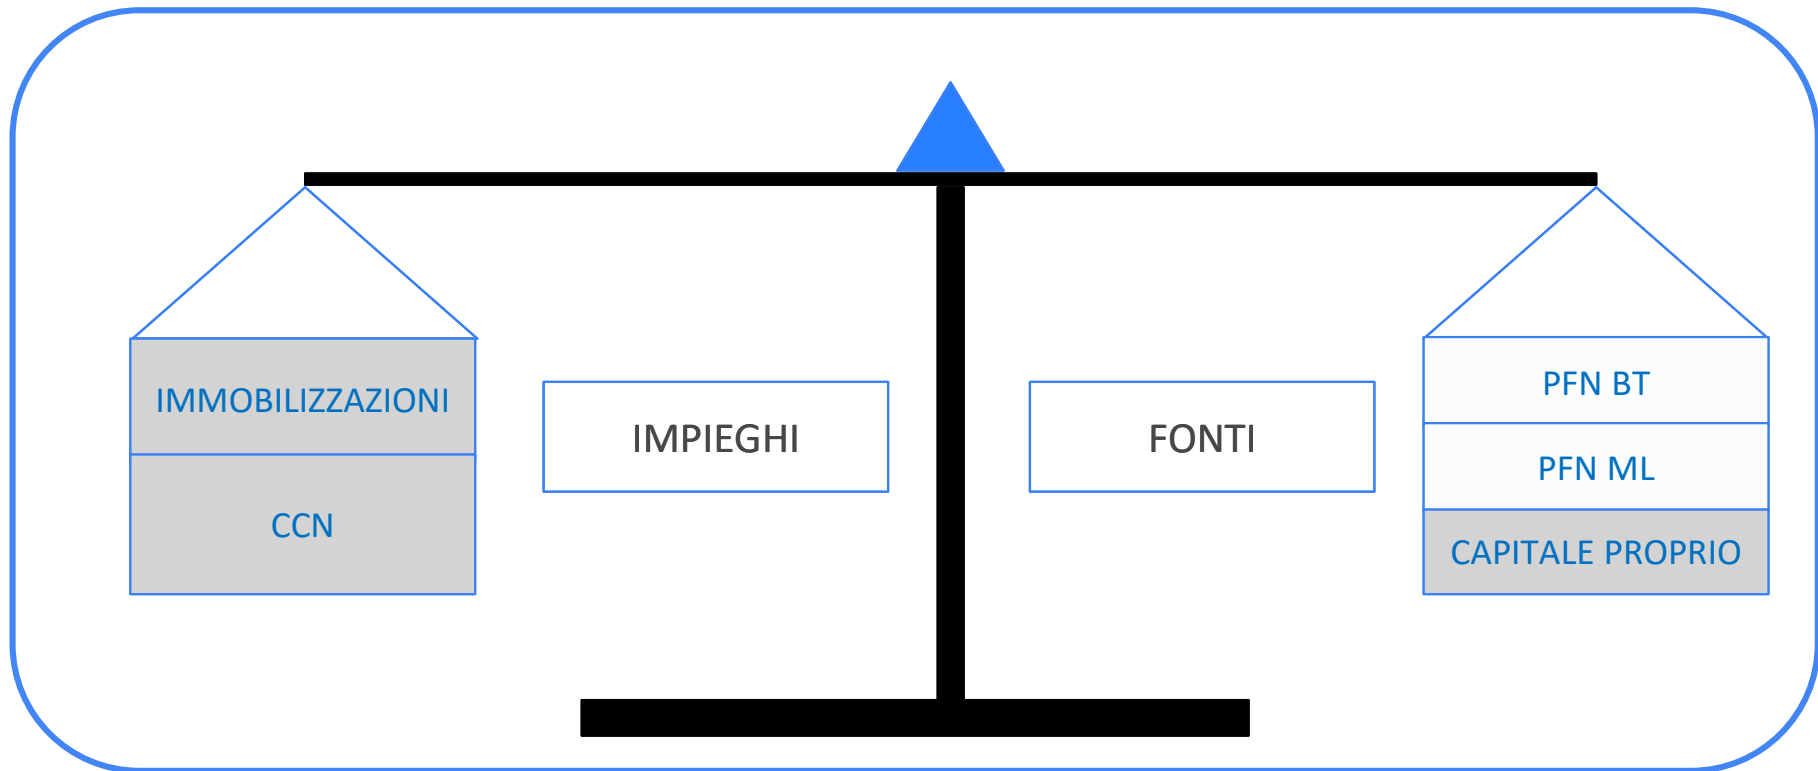 IMMOBILIZZAZIONI
CCN
IMPIEGHI
FONTI
PFN BT
PFN ML
CAPITALE PROPRIO